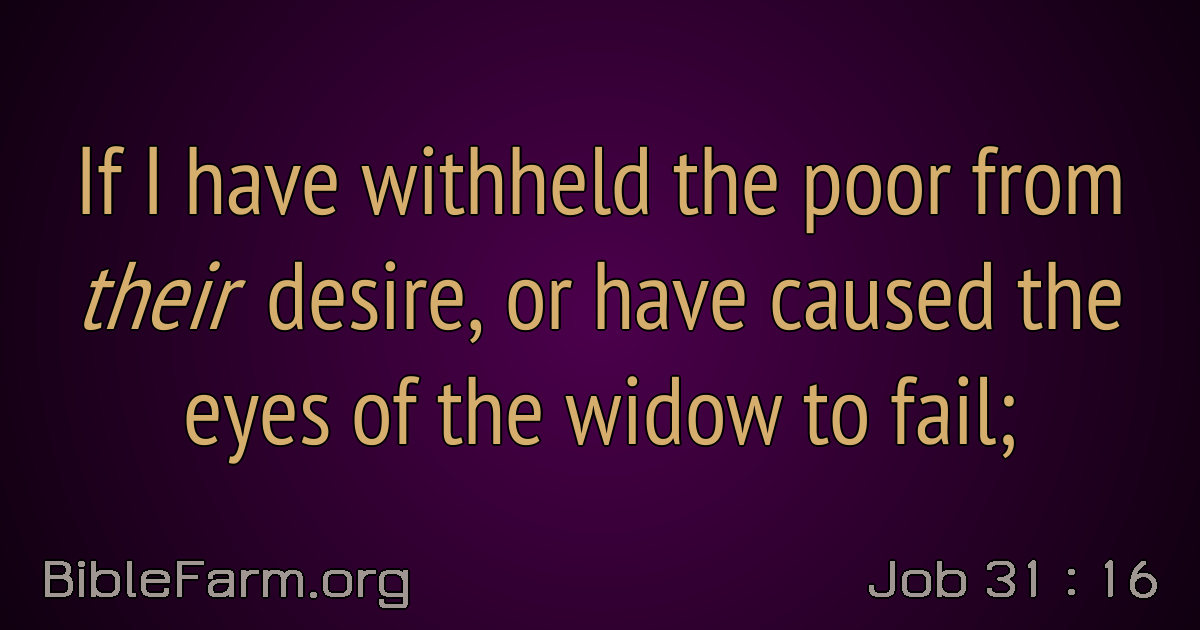 If I have withheld the poor from
their desire, or have caused the
eyes of the widow to fail;
BibleFarm.org
Job 31 : 16